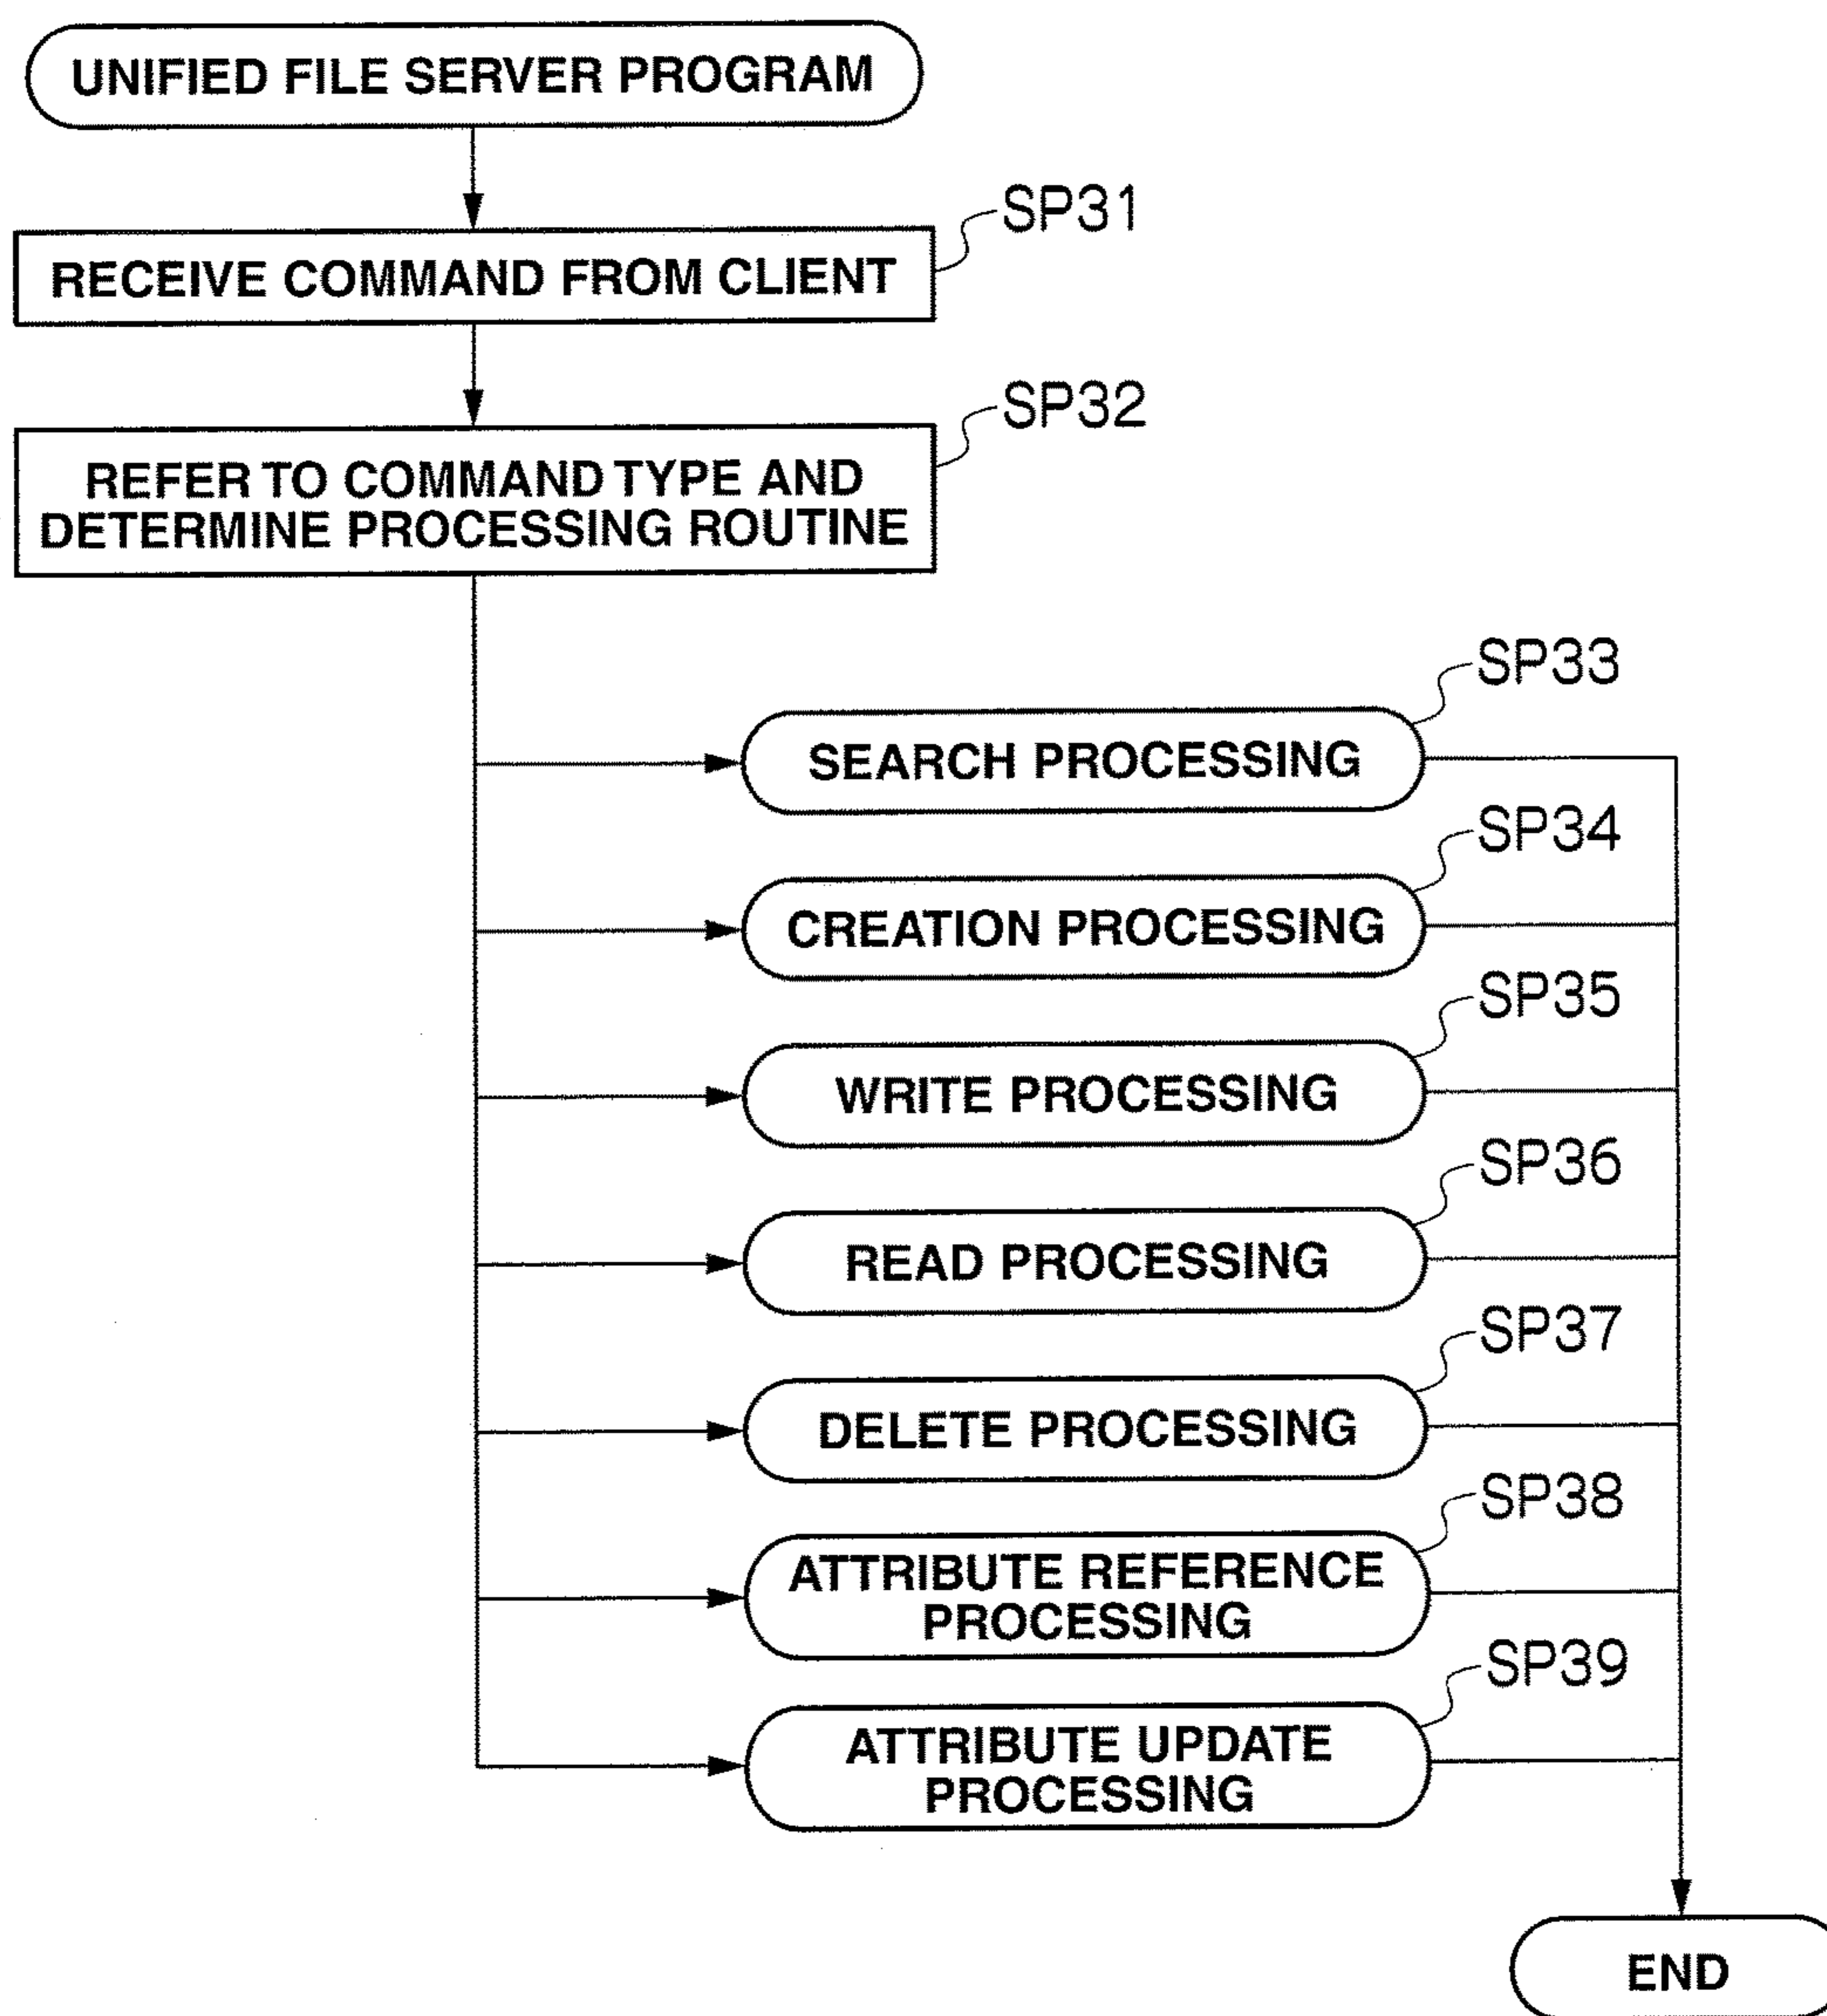 UNIFIED FILE SERVER PROGRAM
SP31
RECEIVE COMMAND FROM CLIENT
SP32
REFER TO COMMAND TYPE AND
DETERMINE PROCESSING ROUTINE
SP33
SEARCH PROCESSING
SP34
CREATION PROCESSING
SP35
WRITE PROCESSING
SP36
READ PROCESSING
SP37
DELETE PROCESSING
SP38
ATTRIBUTE REFERENCE
PROCESSING
SP39
ATTRIBUTE UPDATE
PROCESSING
END